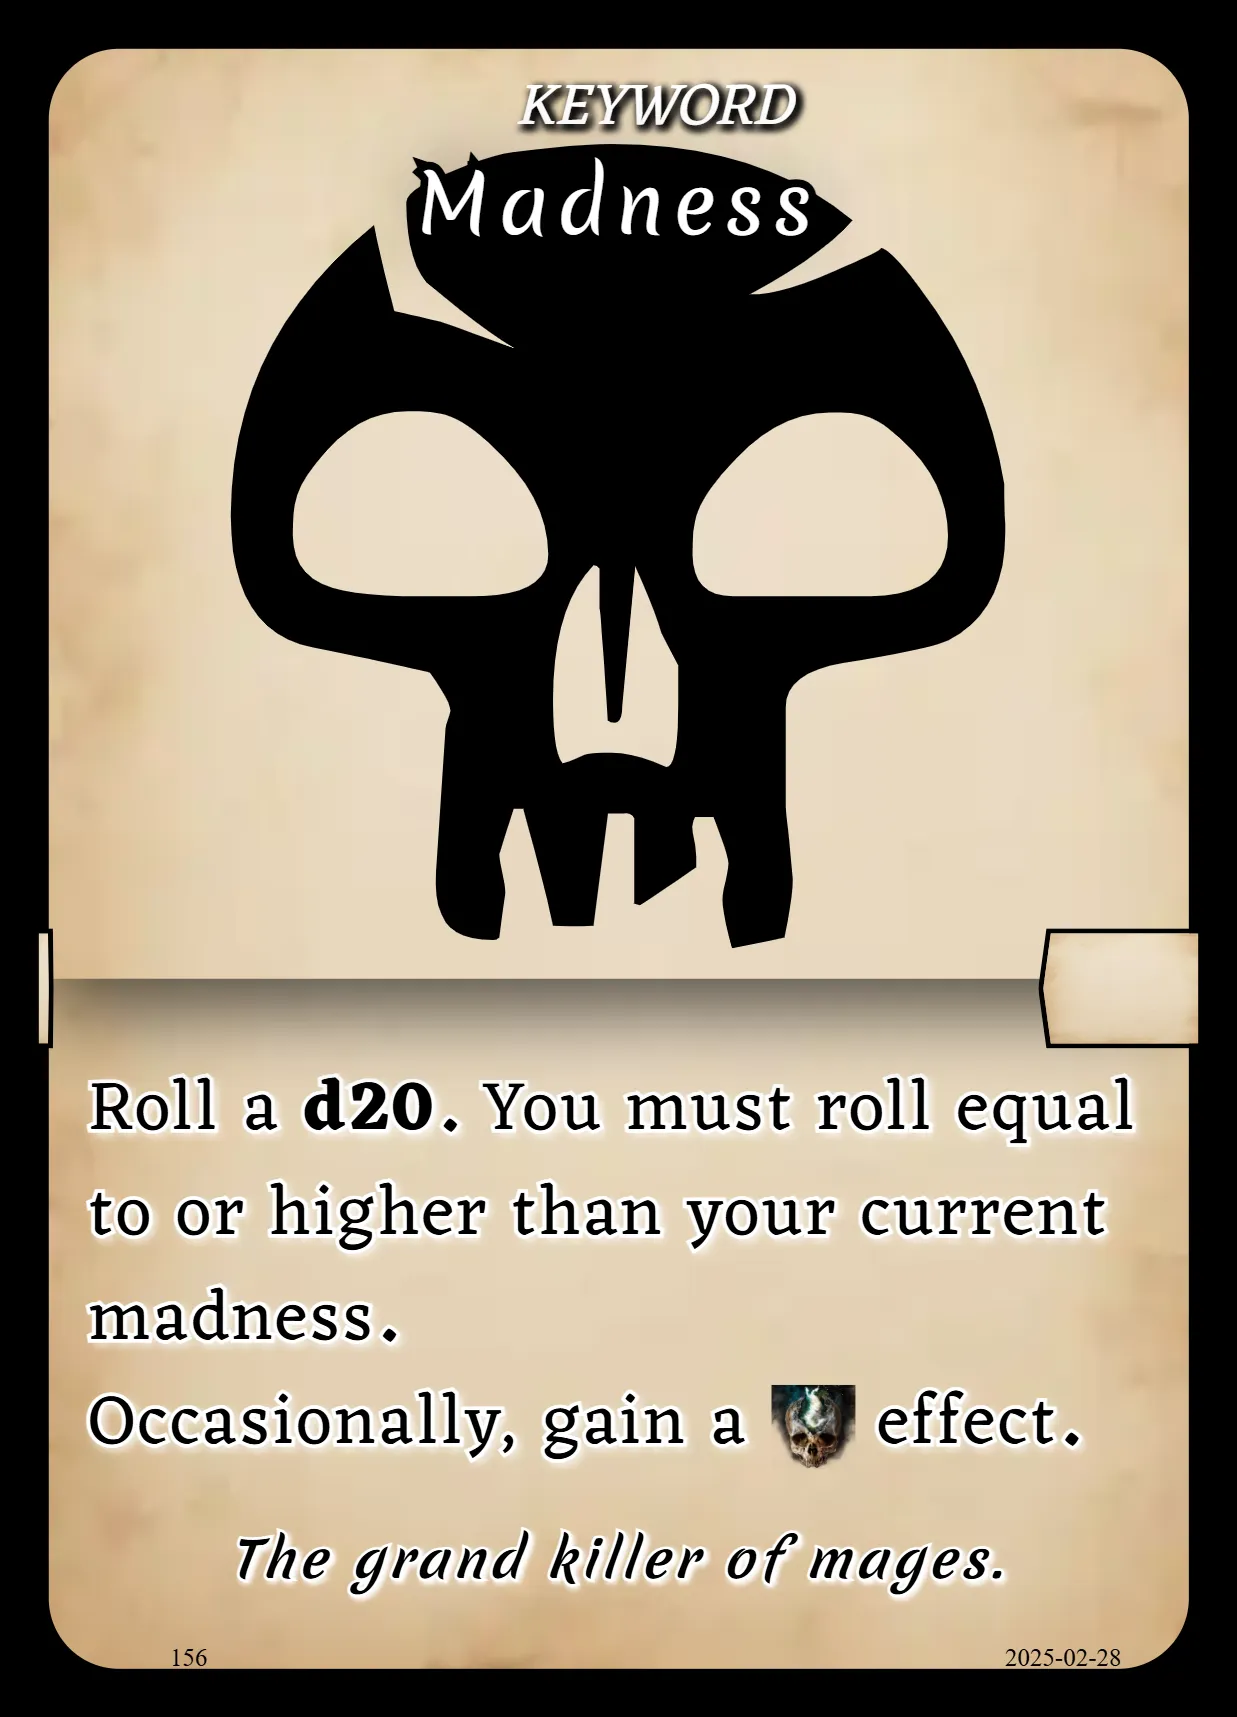 KEYWORD
Madness
Roll a d20. You must roll equal
to or higher than your current
madness.
Occasionally, gain a effect.
The grand killer of mages.
156
2025-02-28